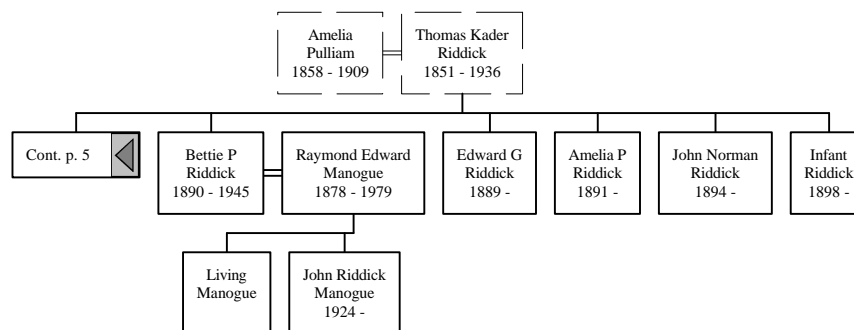 Amelia
Pulliam
1858 - 1909
Thomas Kader
Riddick
1851 - 1936
Cont. p. 5
Bettie P
Riddick
1890 - 1945
Raymond Edward
Manogue
1878 - 1979
Edward G
Riddick
1889 -
Amelia P
Riddick
1891 -
John Norman
Riddick
1894 -
Infant
Riddick
1898 -
Living
Manogue
John Riddick
Manogue
1924 -